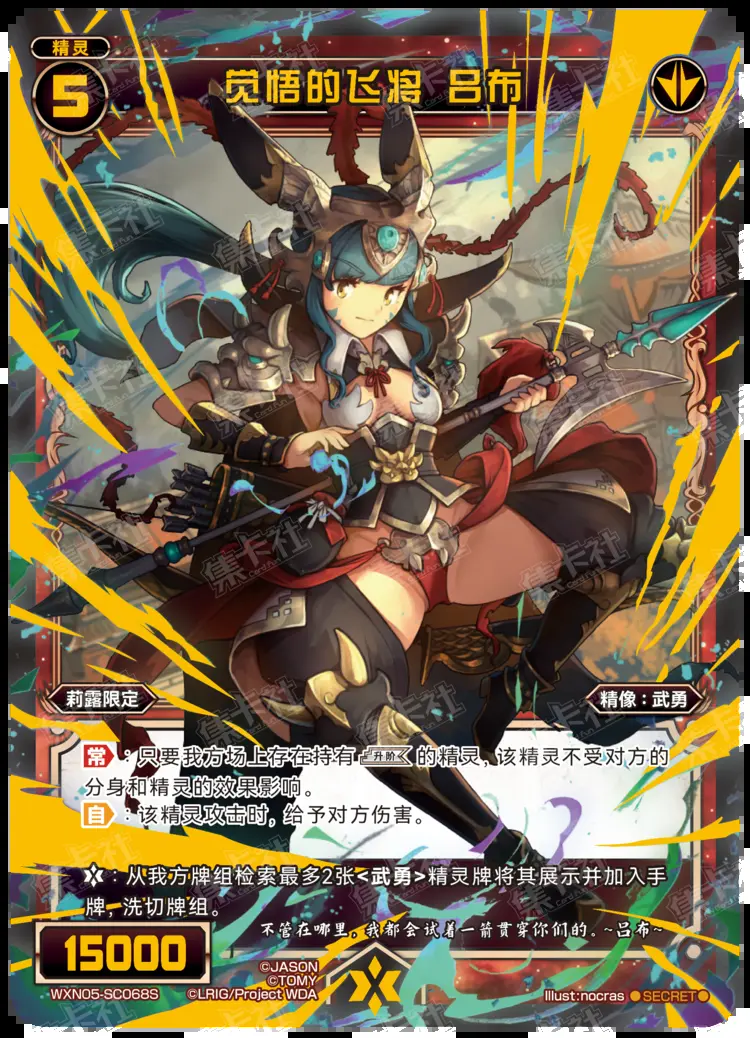 精灵
5
觉悟的飞将 吕布
莉露限定
精像：武勇
常：只要我方场上存在持有升阶的精灵，该精灵不受对方的
分身和精灵的效果影响。
自：该精灵攻击时，给予对方伤害。
：从我方牌组检索最多2张<武勇>精灵牌将其展示并加入手
牌，洗切牌组。
不管在哪里，我都会试着一箭贯穿你们的。~吕布~
15000
©JASON
©TOMY
WXN05-SC068S ©LRIG/Project WDA
Illust:nocras ●SECRET●
集卡社